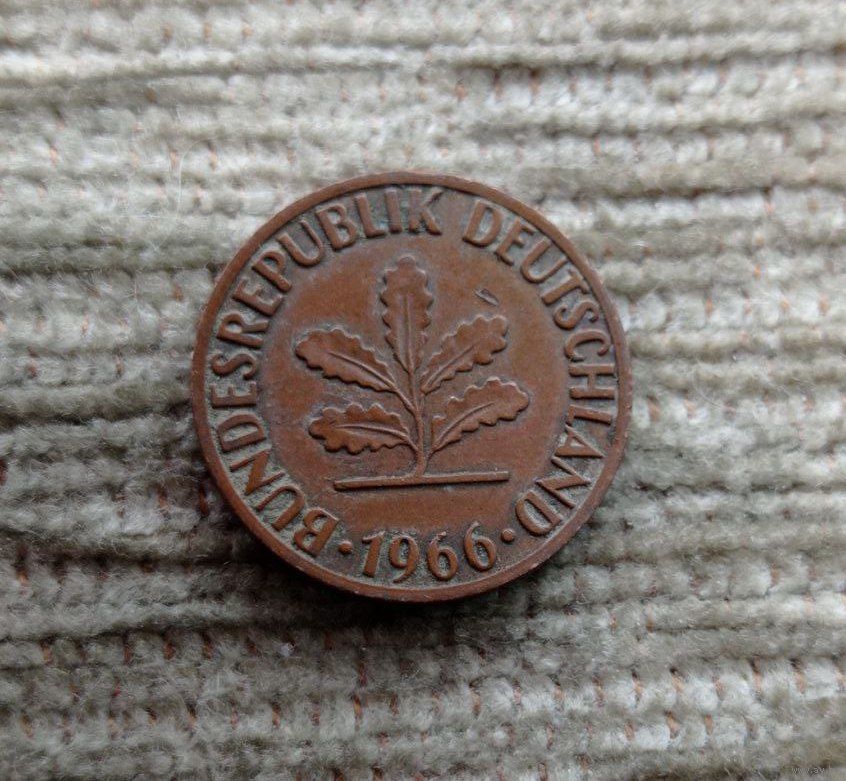 BUNDESREPUBLIK DEUTSCHLAND
· 1966 ·